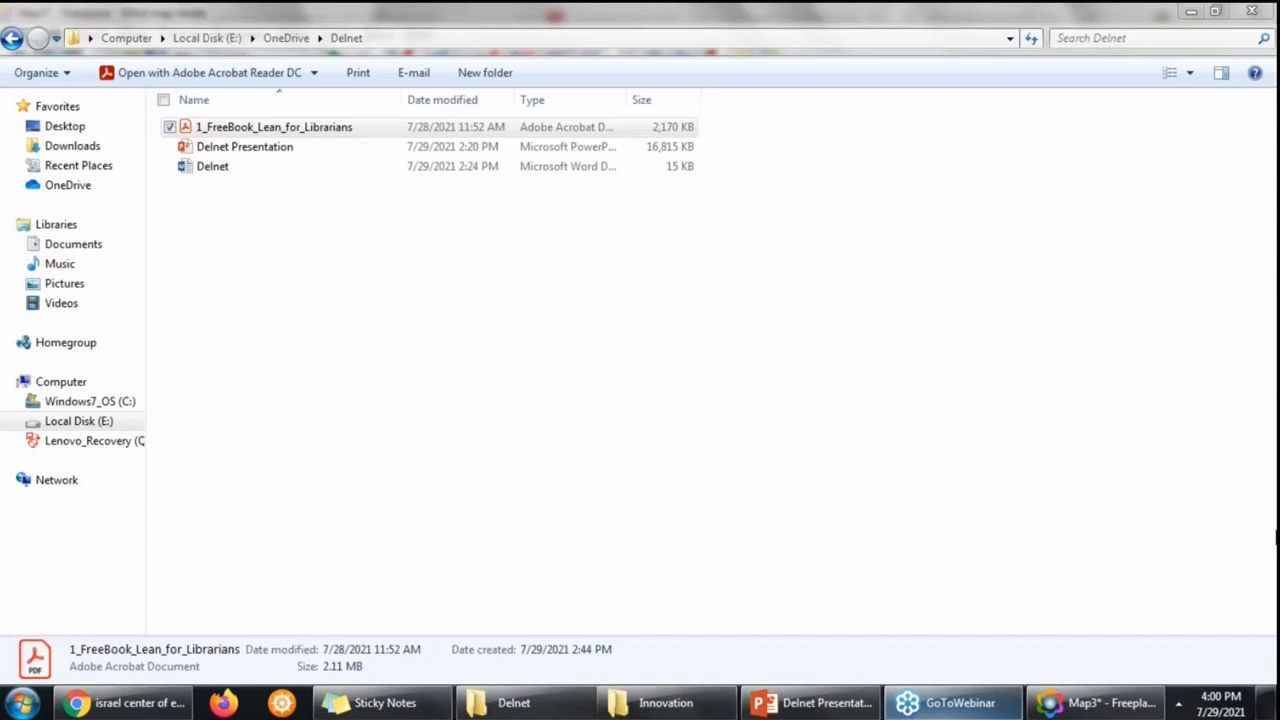 Computer Local Disk (E:) OneDrive Delnet Search Delnet
Organize Open with Adobe Acrobat Reader DC Print E-mail New folder
Favorites
Desktop
Downloads
Recent Places
OneDrive
Libraries
Documents
Music
Pictures
Videos
Homegroup
Computer
Windows7_OS (C:)
Local Disk (E:)
Lenovo_Recovery (Q
Network
Name Date modified Type Size
1_FreeBook_Lean_for_Librarians 7/28/2021 11:52 AM Adobe Acrobat D... 2,170 KB
Delnet Presentation 7/29/2021 2:20 PM Microsoft PowerP... 16,815 KB
Delnet 7/29/2021 2:24 PM Microsoft Word D... 15 KB
1_FreeBook_Lean_for_Librarians Date modified: 7/28/2021 11:52 AM Date created: 7/29/2021 2:44 PM
Adobe Acrobat Document Size: 2.11 MB
PDF
israel center of e... Sticky Notes Delnet Innovation Delnet Presentat... GoToWebinar Map3* - Freepla... 4:00 PM
7/29/2021